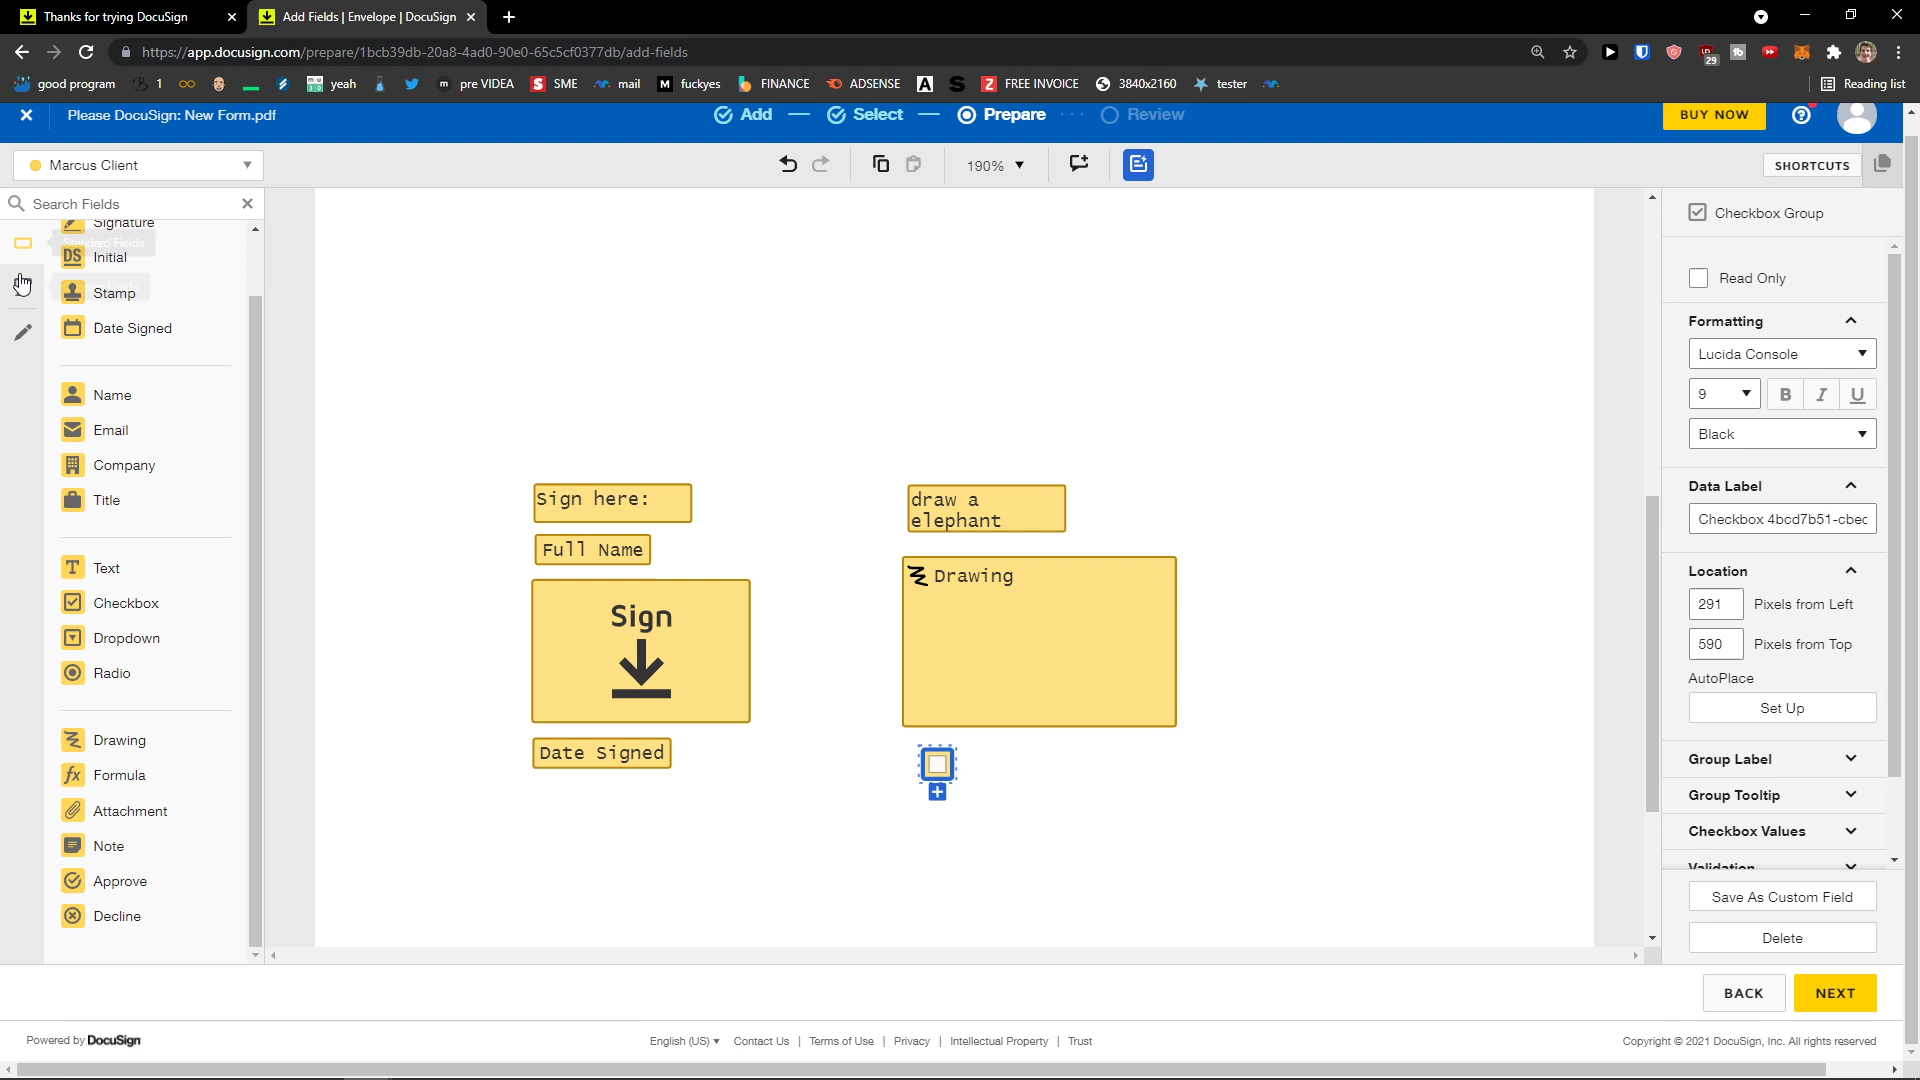 Thanks for trying DocuSign
Add Fields | Envelope | DocuSign
https://app.docusign.com/prepare/1bcb39db-20a8-4ad0-90e0-65c5cf0377db/add-fields
29
good program
1
yeah
pre VIDEA
SME
mail
fuckyes
FINANCE
ADSENSE
FREE INVOICE
3840x2160
tester
Reading list
Please DocuSign: New Form.pdf
Add
Select
Prepare
Review
BUY NOW
Marcus Client
190%
SHORTCUTS
Search Fields
Signature
Standard Fields
DS Initial
Stamp
Date Signed
Name
Email
Company
Title
Text
Checkbox
Dropdown
Radio
Drawing
Formula
Attachment
Note
Approve
Decline
Sign here:
Full Name
Sign
Date Signed
draw a
elephant
Drawing
Checkbox Group
Read Only
Formatting
Lucida Console
9
B I U
Black
Data Label
Checkbox 4bcd7b51-cbec
Location
291 Pixels from Left
590 Pixels from Top
AutoPlace
Set Up
Group Label
Group Tooltip
Checkbox Values
Validation
Save As Custom Field
Delete
BACK
NEXT
Powered by DocuSign
English (US) Contact Us | Terms of Use | Privacy | Intellectual Property | Trust
Copyright © 2021 DocuSign, Inc. All rights reserved